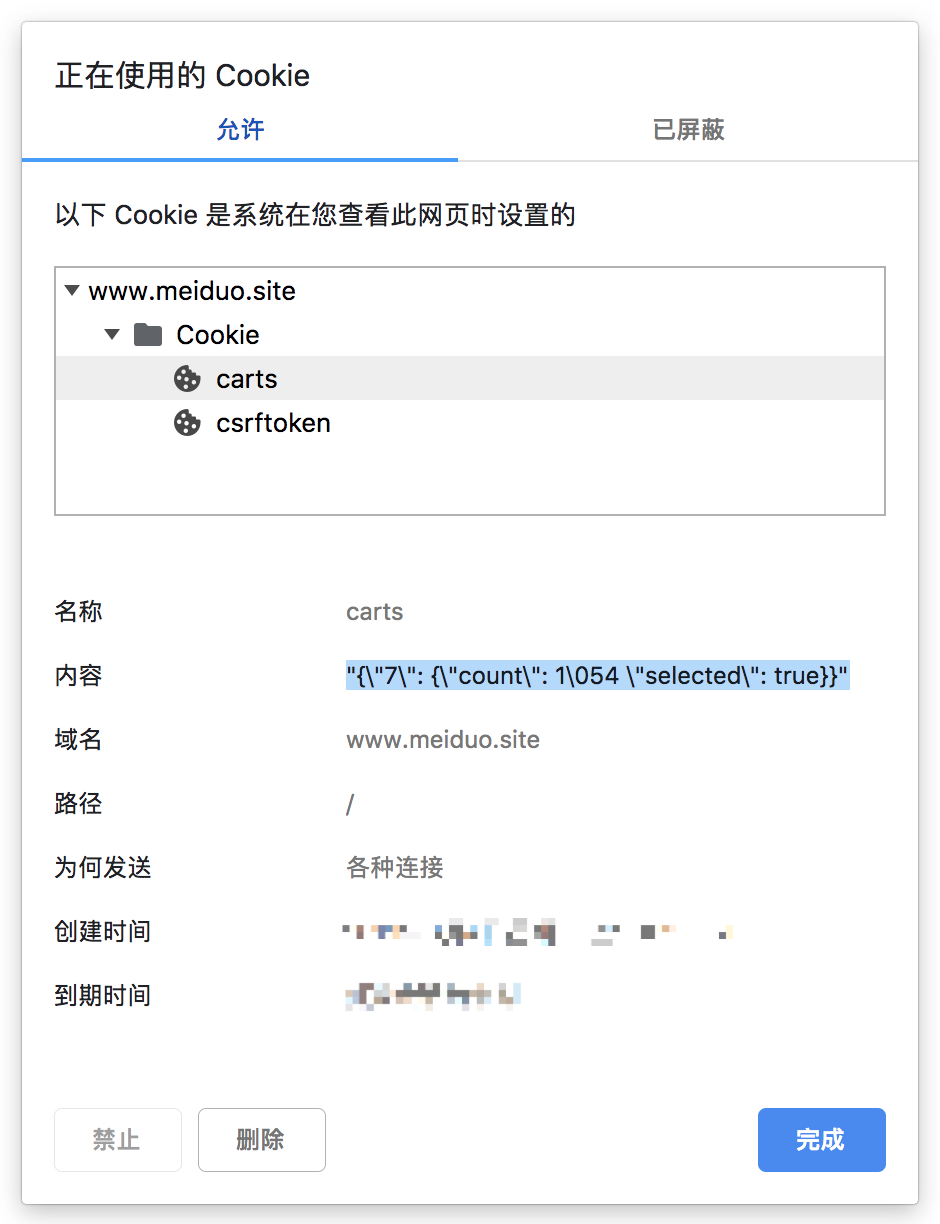 正在使用的 Cookie
允许 已屏蔽
以下 Cookie 是系统在您查看此网页时设置的
www.meiduo.site
Cookie
carts
csrftoken
名称 carts
内容 "{\"7\": {\"count\": 1\054 \"selected\": true}}"
域名 www.meiduo.site
路径 /
为何发送 各种连接
创建时间
到期时间
禁止 删除 完成